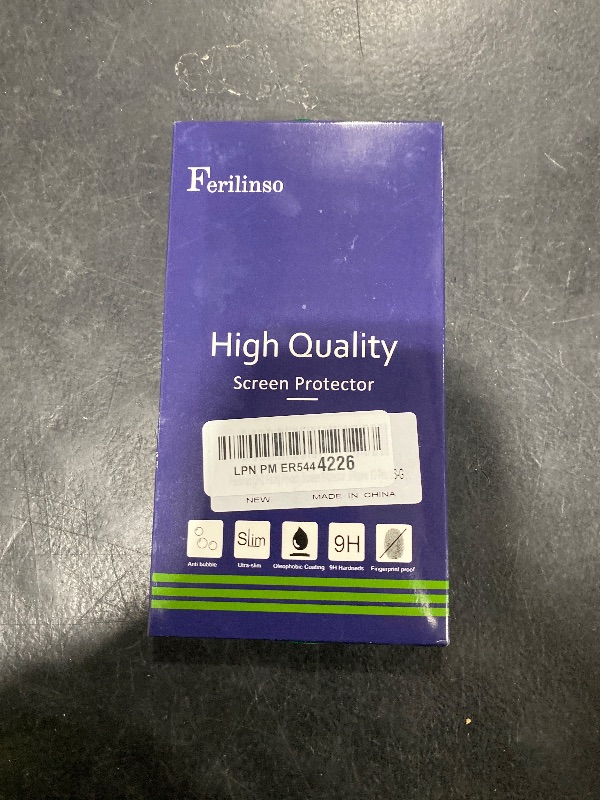 Ferilinso
High Quality
Screen Protector
LPN PM ER5444226
NEW MADE IN CHINA
Slim
9H
Anti bubble Ultra-slim Oleophobic Coating 9H Hardneds Fingerprint proof